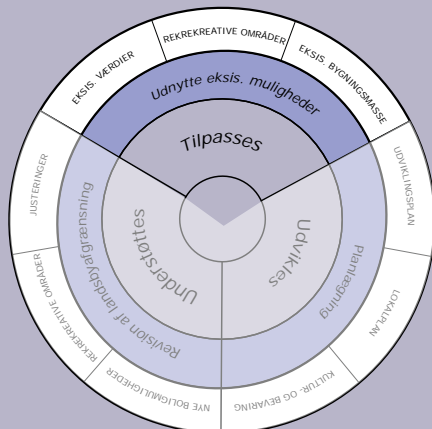 EKSIS. VÆRDIER
REKREKREATIVE OMRÅDER
EKSIS. BYGNINGSMASSE
Udnytte eksis. muligheder
Tilpasses
JUSTERINGER
UDVIKLINGSPLAN
Revision af landsbyafgrænsning
Understøttes
Udvikles
Planlægning
REKREKREATIVE OMRÅDER
LOKALPLAN
NYE BOLIGMULIGHEDER
KULTUR- OG BEVARING